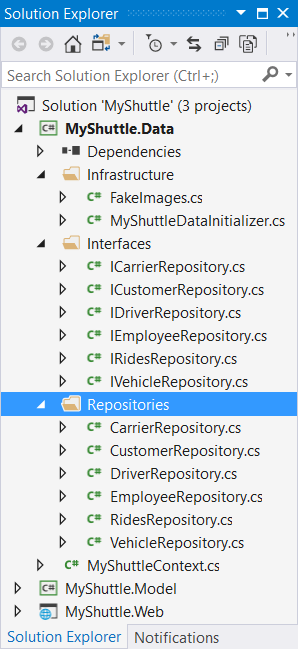 Solution Explorer
Search Solution Explorer (Ctrl+;)
Solution 'MyShuttle' (3 projects)
C# MyShuttle.Data
Dependencies
Infrastructure
C# FakeImages.cs
C# MyShuttleDataInitializer.cs
Interfaces
C# ICarrierRepository.cs
C# ICustomerRepository.cs
C# IDriverRepository.cs
C# IEmployeeRepository.cs
C# IRidesRepository.cs
C# IVehicleRepository.cs
Repositories
C# CarrierRepository.cs
C# CustomerRepository.cs
C# DriverRepository.cs
C# EmployeeRepository.cs
C# RidesRepository.cs
C# VehicleRepository.cs
C# MyShuttleContext.cs
C# MyShuttle.Model
MyShuttle.Web
Solution Explorer Notifications